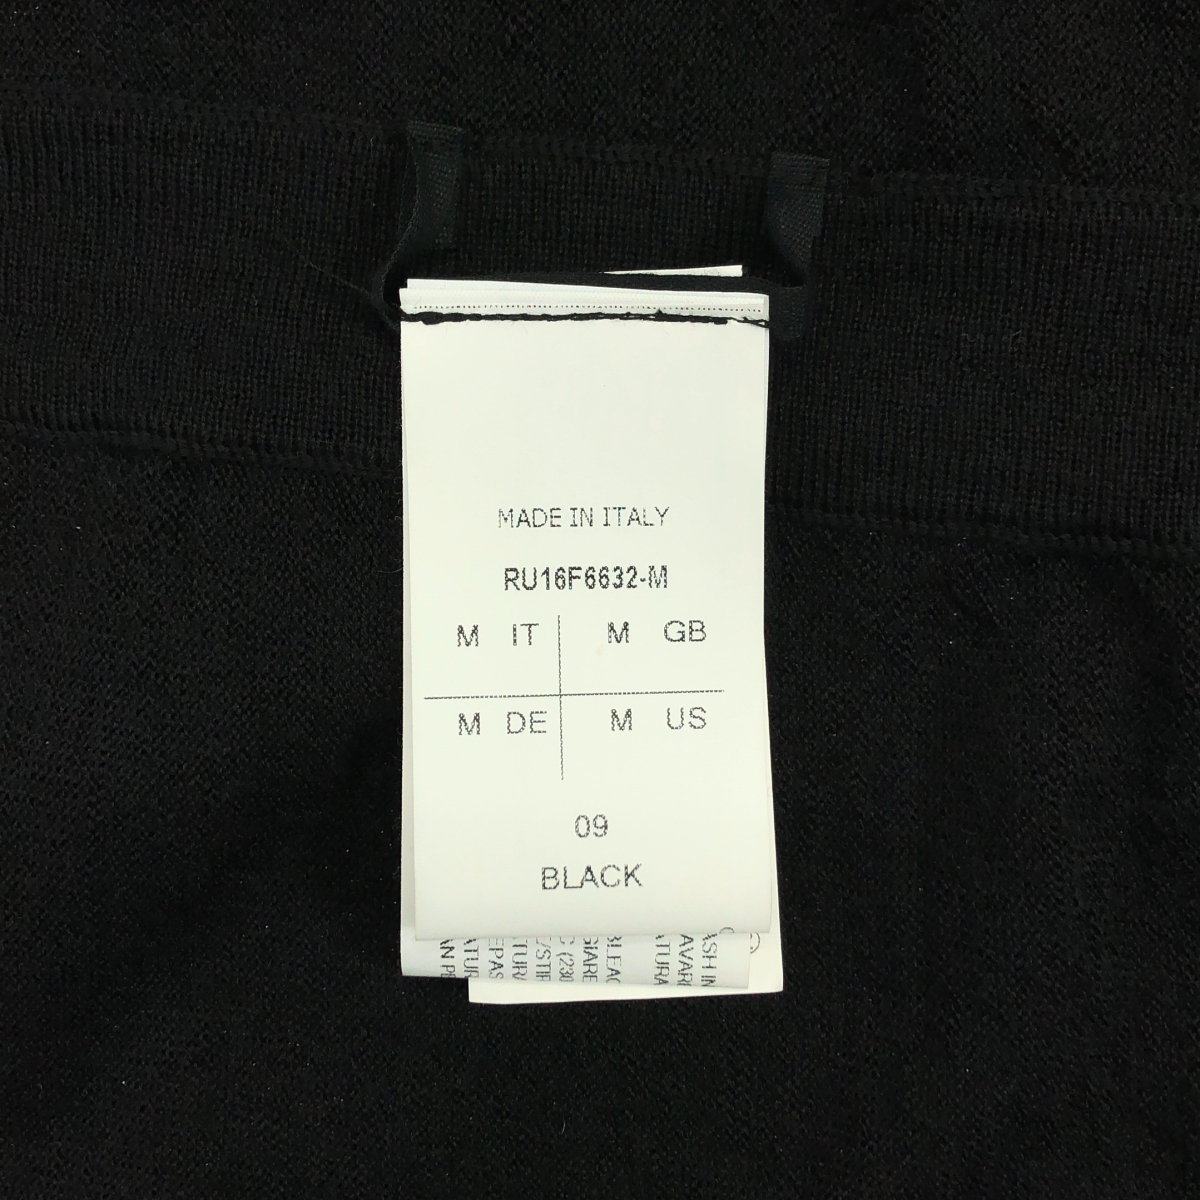 MADE IN ITALY
RU16F6632-M
M IT M GB
M DE M US
09
BLACK